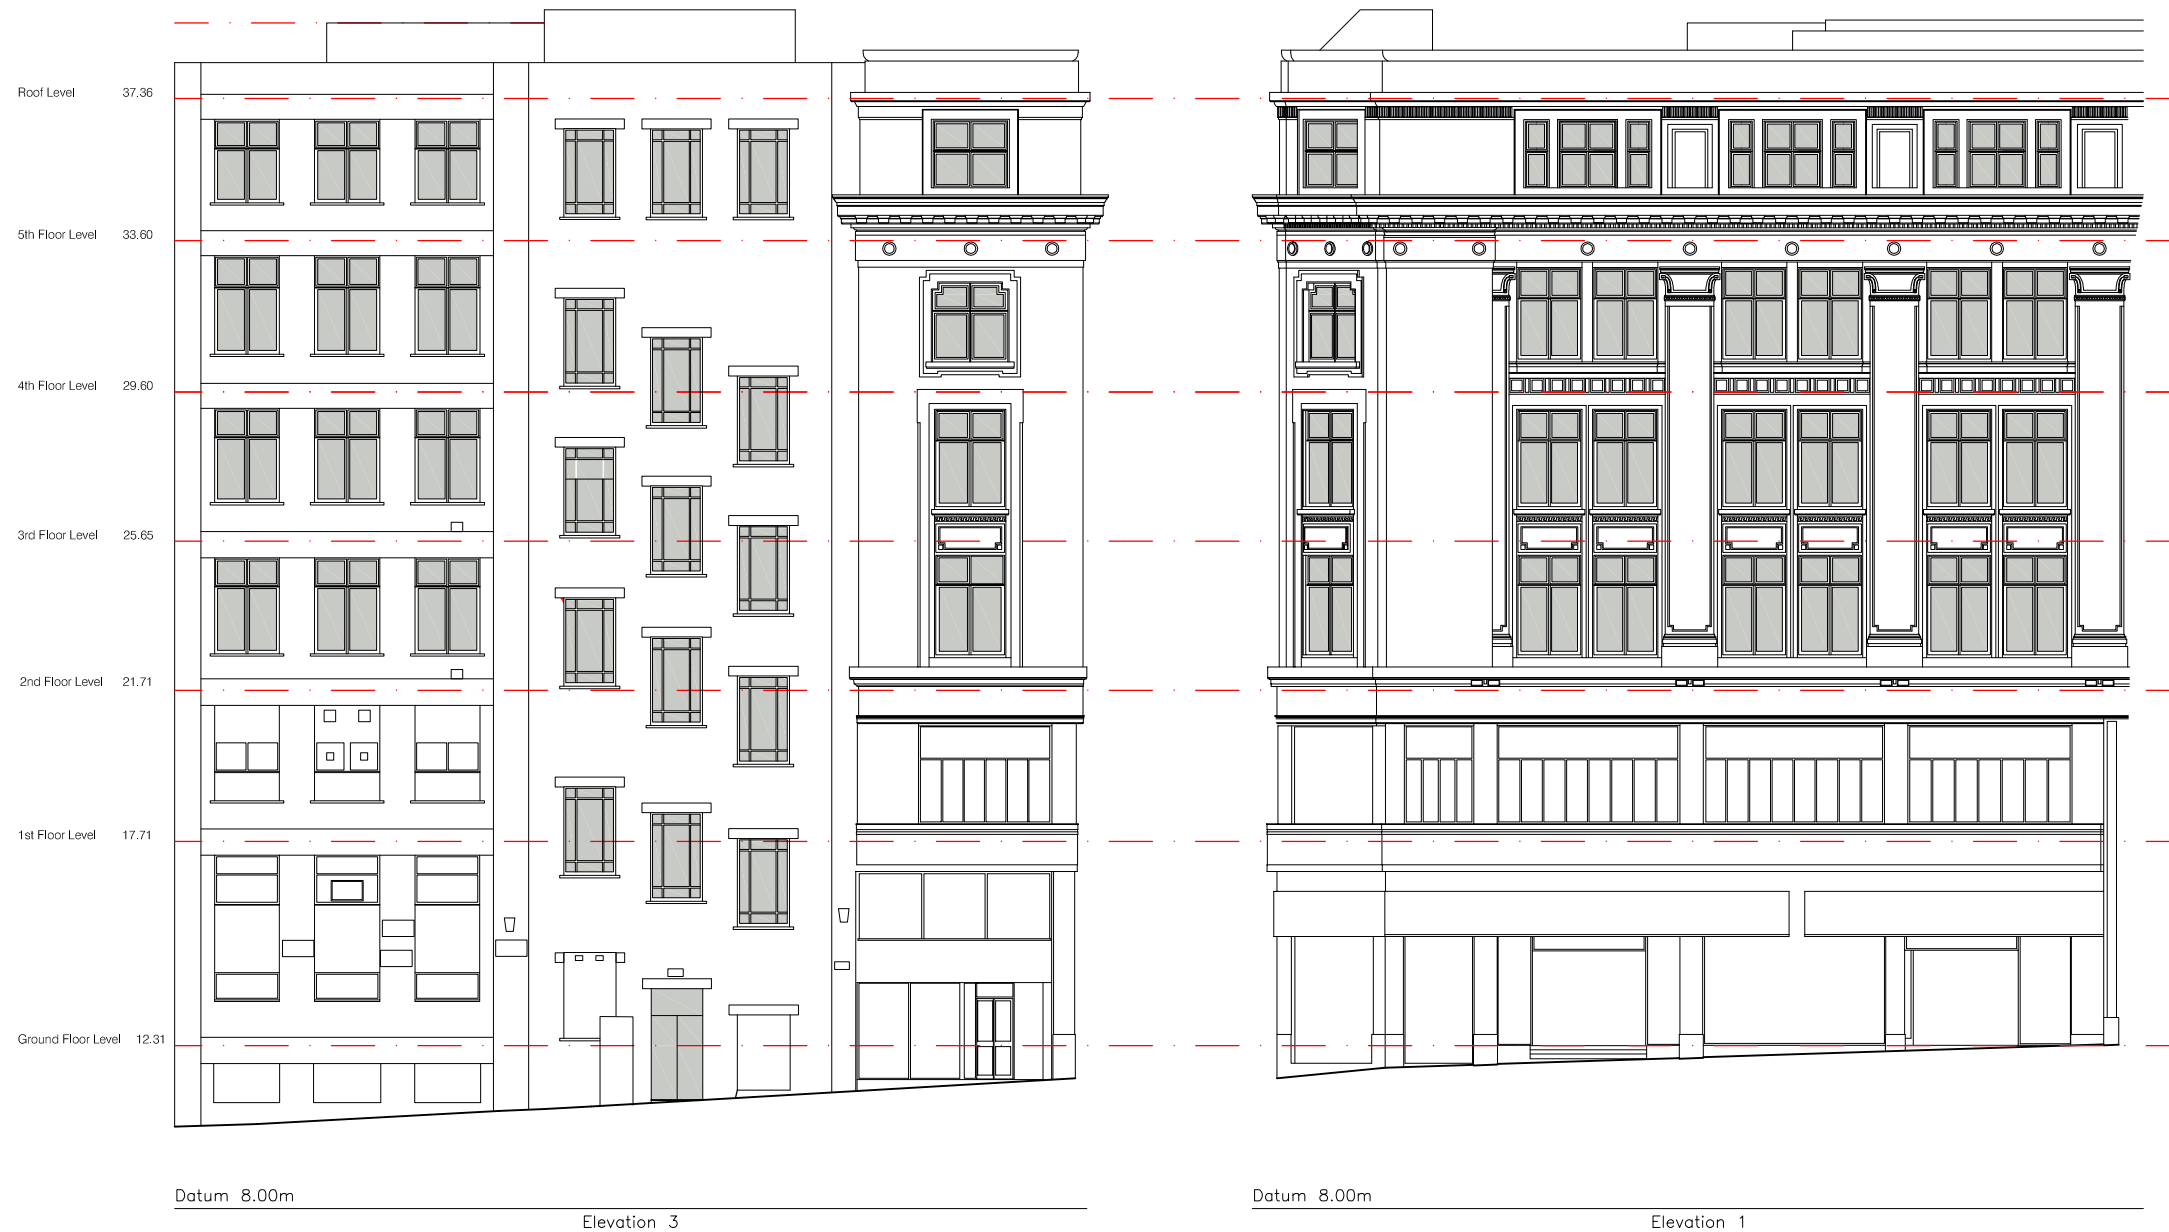 Roof Level 37.36
5th Floor Level 33.60
4th Floor Level 29.60
3rd Floor Level 25.65
2nd Floor Level 21.71
1st Floor Level 17.71
Ground Floor Level 12.31
Datum 8.00m
Elevation 3
Datum 8.00m
Elevation 1